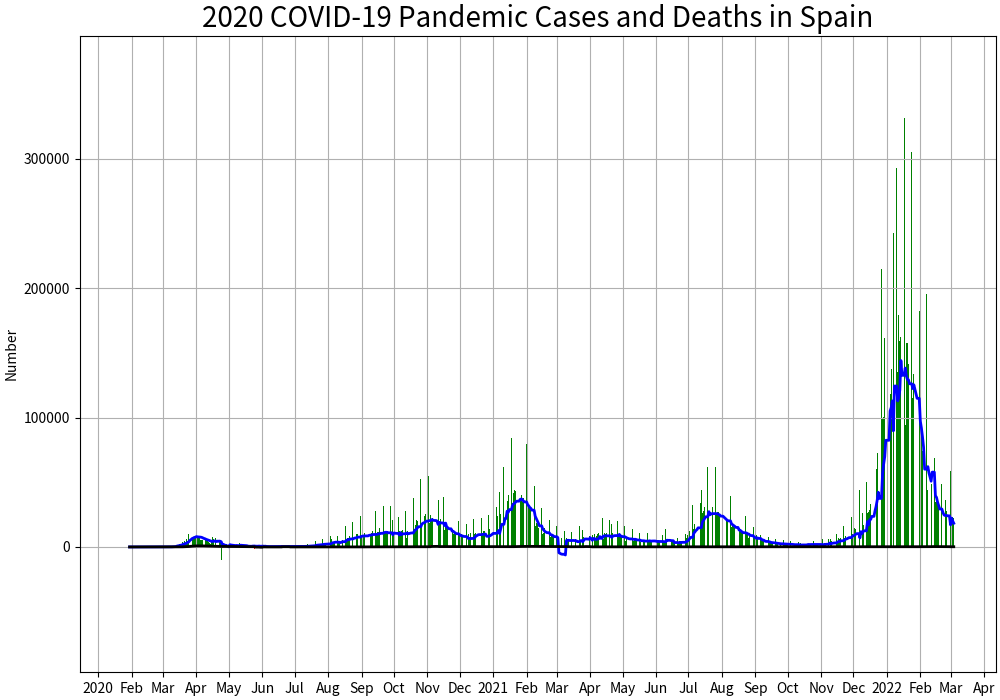 2020 COVID-19 Pandemic Cases and Deaths in Spain
Number
300000
200000
100000
0
2020 Feb Mar Apr May Jun Jul Aug Sep Oct Nov Dec 2021 Feb Mar Apr May Jun Jul Aug Sep Oct Nov Dec 2022 Feb Mar Apr